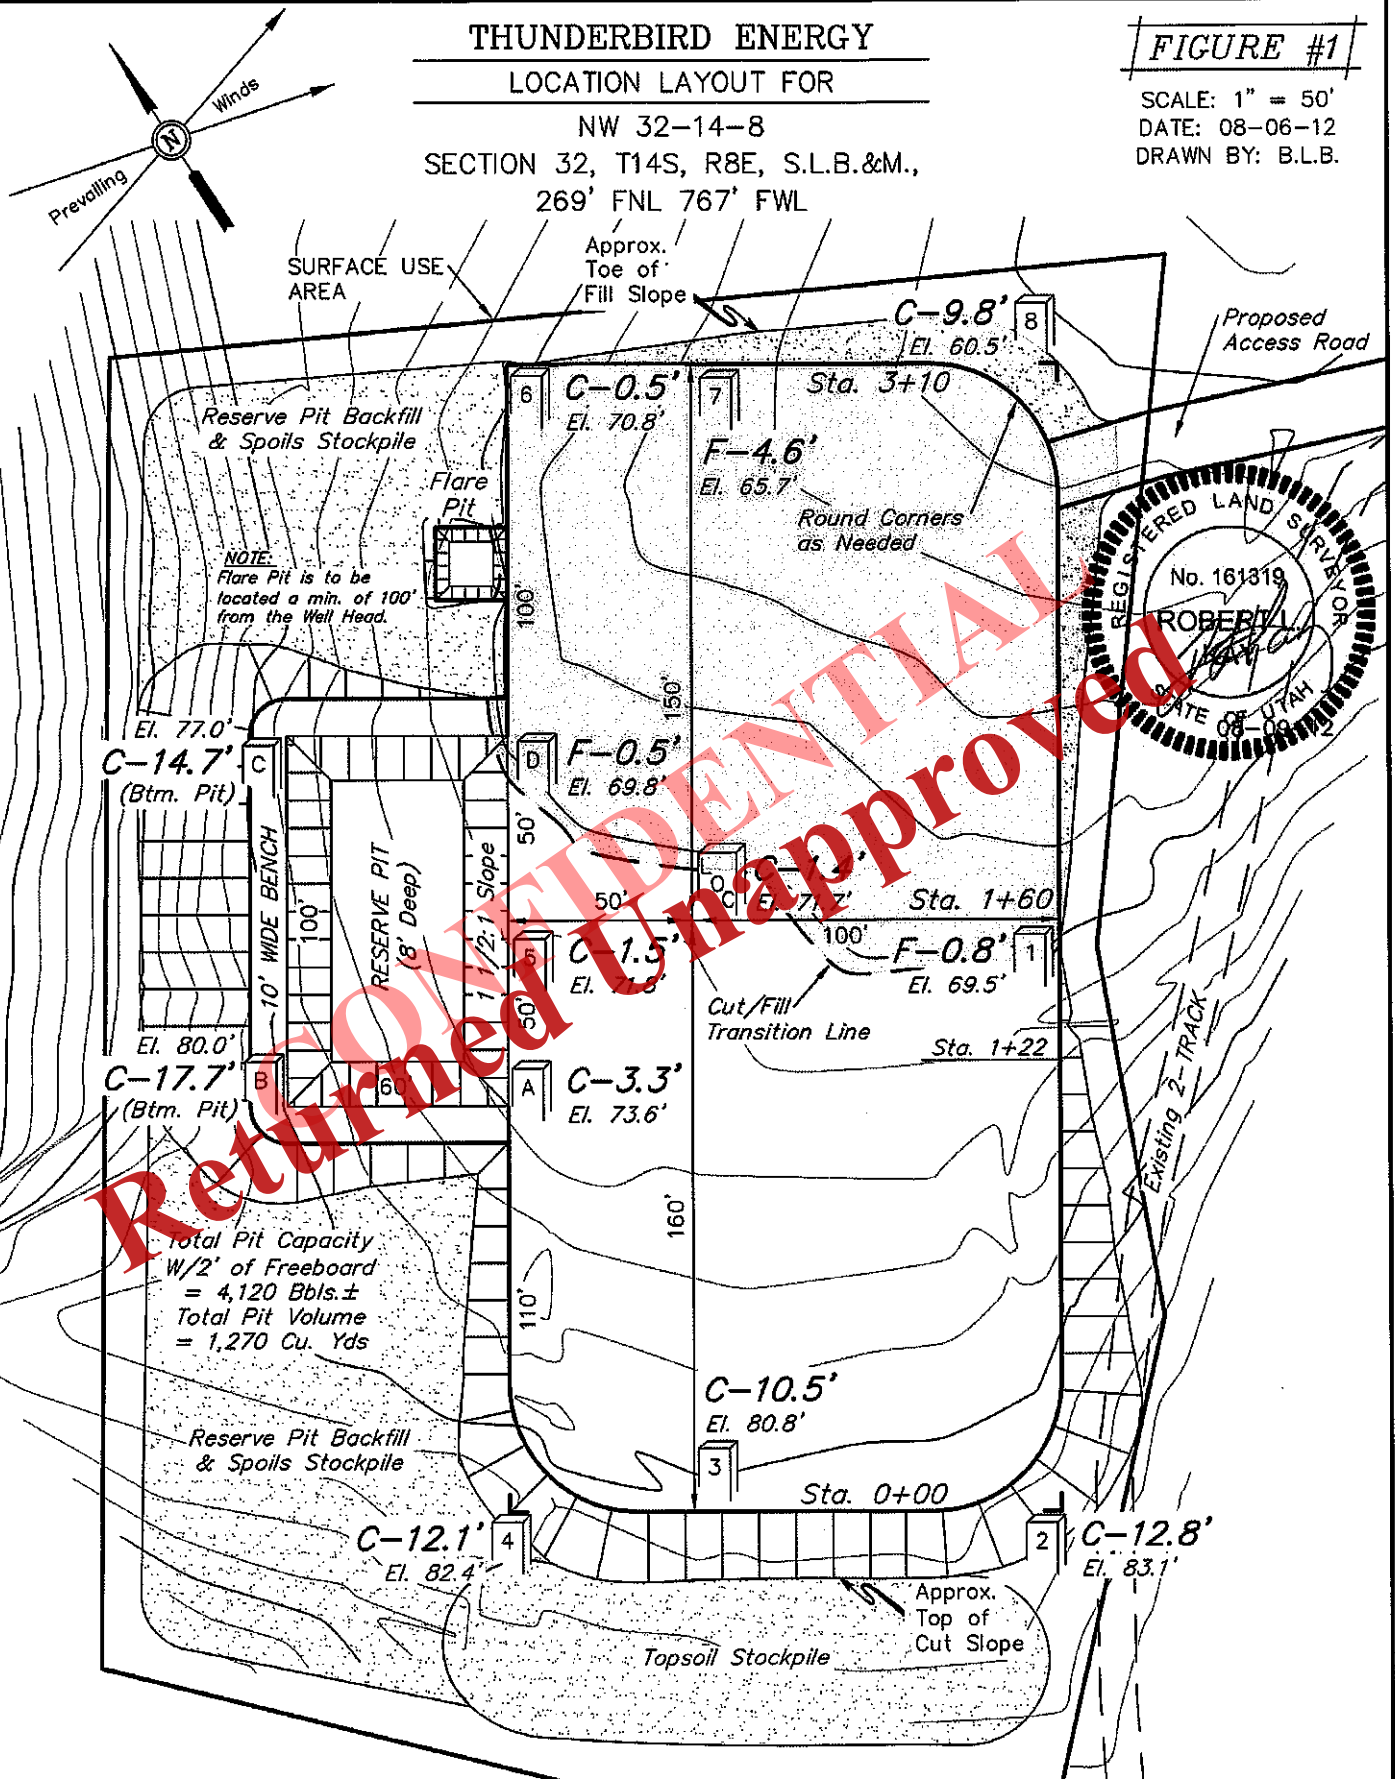 THUNDERBIRD ENERGY
LOCATION LAYOUT FOR
NW 32-14-8
SECTION 32, T14S, R8E, S.L.B.&M.,
269' FNL 767' FWL
FIGURE #1
SCALE: 1" = 50'
DATE: 08-06-12
DRAWN BY: B.L.B.
Winds
N
Prevailing
SURFACE USE
AREA
Approx.
Toe of
Fill Slope
C-9.8'
El. 60.5'
8
Proposed
Access Road
6
C-0.5'
El. 70.8'
7
Sta. 3+10
F-4.6'
El. 65.7'
Reserve Pit Backfill
& Spoils Stockpile
Flare
Pit
Round Corners
as Needed
NOTE:
Flare Pit is to be
located a min. of 100'
from the Well Head.
100'
150'
REGISTERED LAND SURVEYOR
No. 161319
ROBERT L.
STATE OF UTAH
El. 77.0'
C-14.7'
(Btm. Pit)
C
D
F-0.5'
El. 69.8'
50'
10' WIDE BENCH
100'
RESERVE PIT
(8' Deep)
1 1/2:1 Slope
50'
Sta. 1+60
C-1.5'
100'
F-0.8'
El. 69.5'
1
50'
Cut/Fill
Transition Line
Sta. 1+22
El. 80.0'
C-17.7'
(Btm. Pit)
B
60'
A
C-3.3'
El. 73.6'
Existing 2-TRACK
CONFIDENTIAL
Returned Unapproved
Total Pit Capacity
W/2' of Freeboard
= 4,120 Bbls.±
Total Pit Volume
= 1,270 Cu. Yds
160'
110'
C-10.5'
El. 80.8'
3
Reserve Pit Backfill
& Spoils Stockpile
Sta. 0+00
C-12.1'
El. 82.4'
4
2
C-12.8'
El. 83.1'
Approx.
Top of
Cut Slope
Topsoil Stockpile